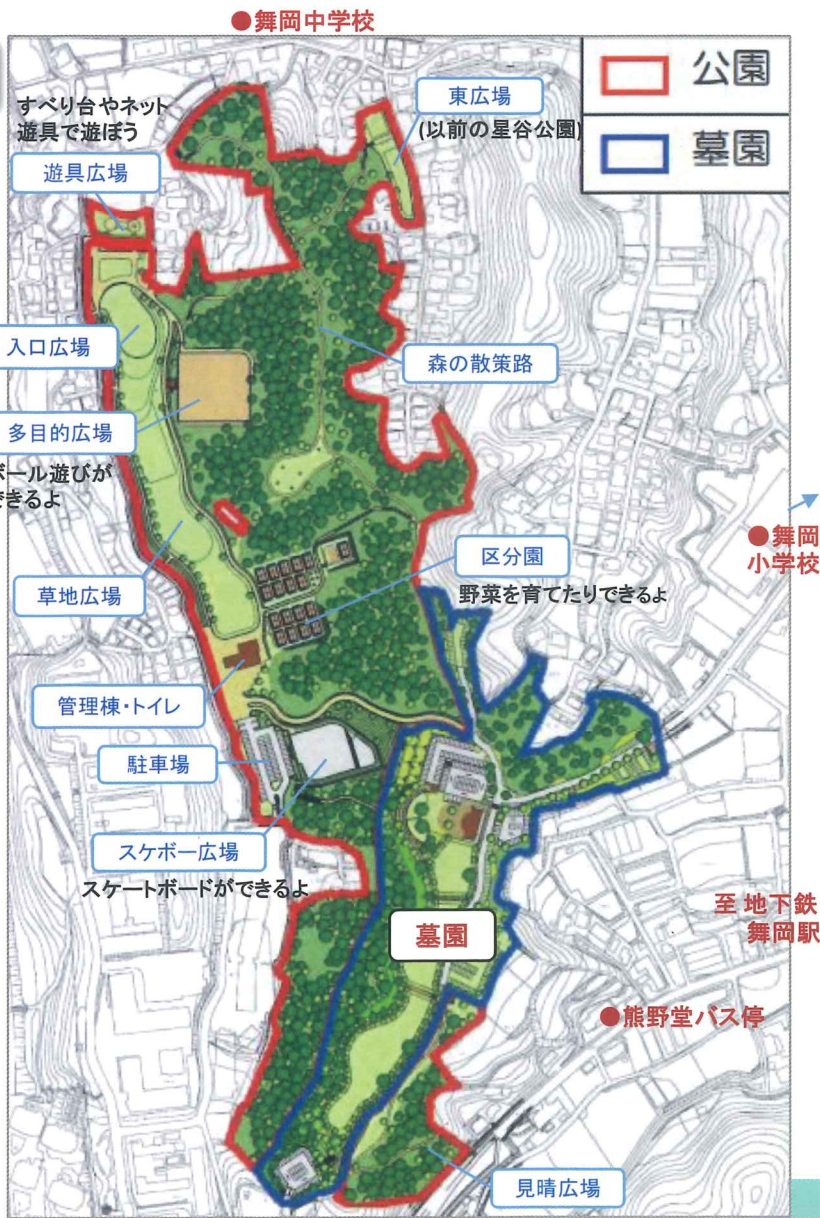 ●舞岡中学校
公園
墓園
すべり台やネット
遊具で遊ぼう
東広場
(以前の星谷公園)
遊具広場
入口広場
森の散策路
多目的広場
ボール遊びが
できるよ
●舞岡
小学校
区分園
野菜を育てたりできるよ
草地広場
管理棟・トイレ
駐車場
スケボー広場
スケートボードができるよ
墓園
至 地下鉄
舞岡駅
●熊野堂バス停
見晴広場